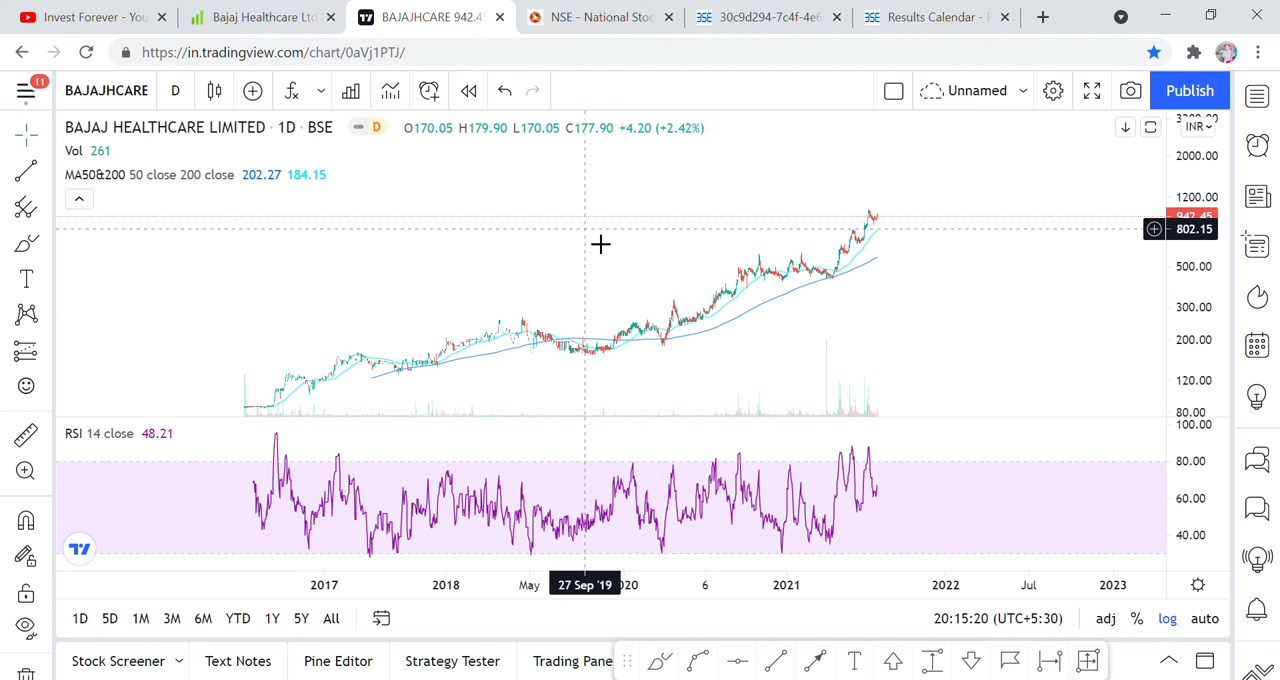 Invest Forever - You
Bajaj Healthcare Ltd
BAJAJHCARE 942.45
NSE - National Stoc
30c9d294-7c4f-4e6
Results Calendar - F
https://in.tradingview.com/chart/0aVj1PTJ/
11
BAJAJHCARE D Unnamed Publish
BAJAJ HEALTHCARE LIMITED · 1D · BSE D O170.05 H179.90 L170.05 C177.90 +4.20 (+2.42%)
INR
Vol 261
MA50&200 50 close 200 close 202.27 184.15
2000.00
1200.00
942.45
802.15
500.00
300.00
200.00
120.00
80.00
RSI 14 close 48.21
100.00
80.00
60.00
40.00
2017 2018 May 27 Sep '19 020 6 2021 2022 Jul 2023
1D 5D 1M 3M 6M YTD 1Y 5Y All 20:15:20 (UTC+5:30) adj % log auto
Stock Screener Text Notes Pine Editor Strategy Tester Trading Pane T